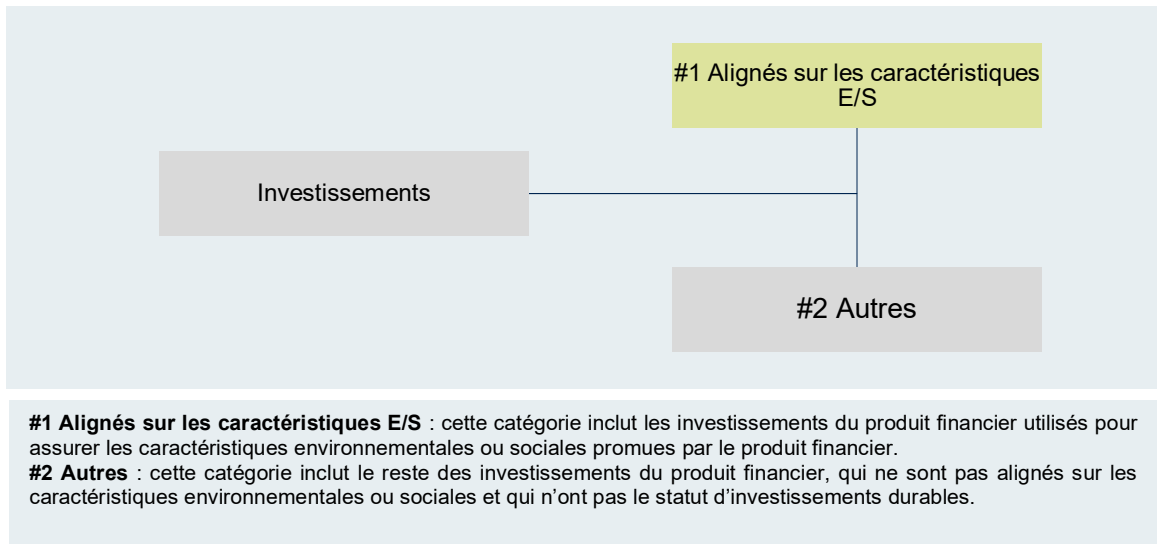 #1 Alignés sur les caractéristiques
E/S
Investissements
#2 Autres
#1 Alignés sur les caractéristiques E/S : cette catégorie inclut les investissements du produit financier utilisés pour
assurer les caractéristiques environnementales ou sociales promues par le produit financier.
#2 Autres : cette catégorie inclut le reste des investissements du produit financier, qui ne sont pas alignés sur les
caractéristiques environnementales ou sociales et qui n’ont pas le statut d’investissements durables.